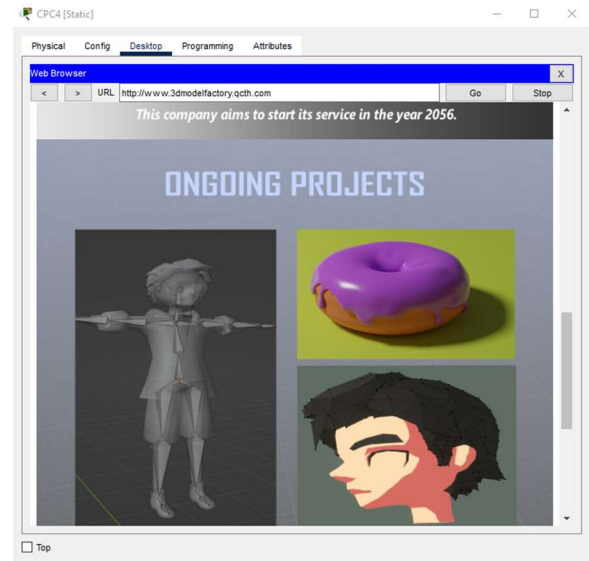 CPC4 [Static]
Physical Config Desktop Programming Attributes
Web Browser X
< > URL http://www.3dmodelfactory.qcth.com Go Stop
This company aims to start its service in the year 2056.
ONGOING PROJECTS
Top